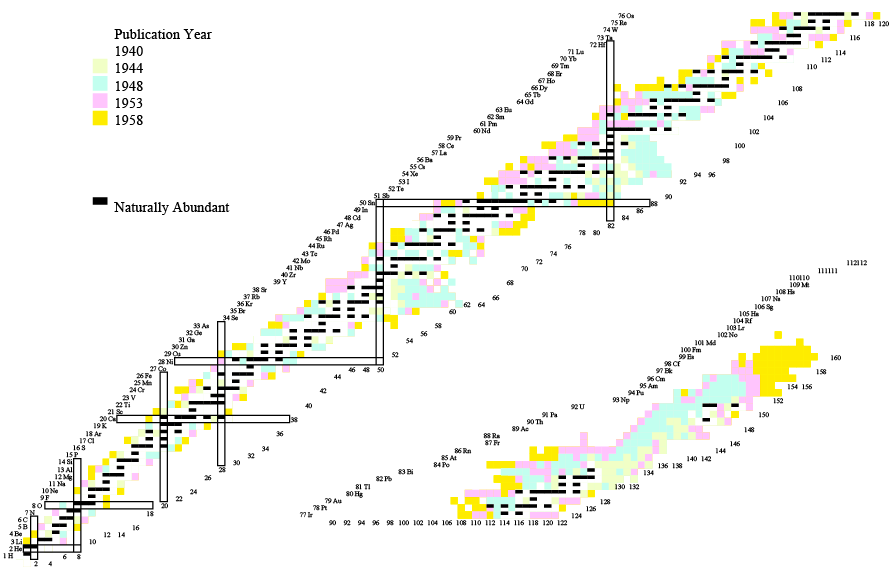 Publication Year
1940
1944
1948
1953
1958
Naturally Abundant
76 Os
75 Re
74 W
73 Ta
72 Hf
71 Lu
70 Yb
69 Tm
68 Er
67 Ho
66 Dy
65 Tb
64 Gd
63 Eu
62 Sm
61 Pm
60 Nd
59 Pr
58 Ce
57 La
56 Ba
55 Cs
54 Xe
53 I
52 Te
51 Sb
50 Sn
49 In
48 Cd
47 Ag
46 Pd
45 Rh
44 Ru
43 Tc
42 Mo
41 Nb
40 Zr
39 Y
38 Sr
37 Rb
36 Kr
35 Br
34 Se
33 As
32 Ge
31 Ga
30 Zn
29 Cu
28 Ni
27 Co
26 Fe
25 Mn
24 Cr
23 V
22 Ti
21 Sc
20 Ca
19 K
18 Ar
17 Cl
16 S
15 P
14 Si
13 Al
12 Mg
11 Na
10 Ne
9 F
8 O
7 N
6 C
5 B
4 Be
3 Li
2 He
1 H
2 4 6 8 10 12 14 16 18
20 22 24 26 28 30 32 34 36 38
40 42 44 46 48 50
52 54 56 58 60 62 64 66 68 70 72 74 76 78 80 82 84 86 88
90 92 94 96 98 100 102 104 106 108 110 112 114 116 118 120
112112
111111
110110
109 Mt
108 Hs
107 Ns
106 Sg
105 Ha
104 Rf
103 Lr
102 No
101 Md
100 Fm
99 Es
98 Cf
97 Bk
96 Cm
95 Am
94 Pu
93 Np
92 U
91 Pa
90 Th
89 Ac
88 Ra
87 Fr
86 Rn
85 At
84 Po
83 Bi
82 Pb
81 Tl
80 Hg
79 Au
78 Pt
77 Ir
90 92 94 96 98 100 102 104 106 108 110 112 114 116 118 120 122 124 126 128 130 132 134 136 138 140 142 144 146 148 150 152 154 156 158 160